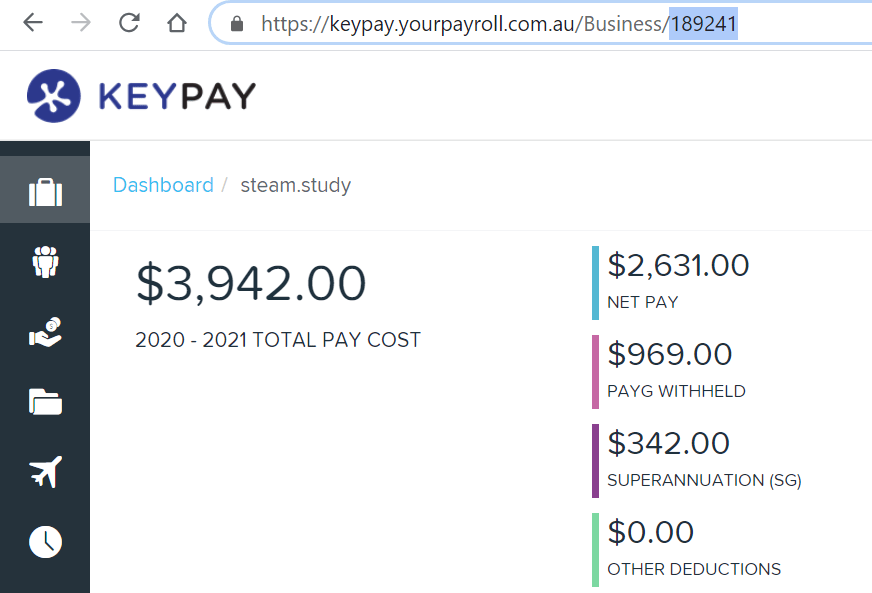 https://keypay.yourpayroll.com.au/Business/189241
KEYPAY
Dashboard / steam.study
$3,942.00
2020 - 2021 TOTAL PAY COST
$2,631.00
NET PAY
$969.00
PAYG WITHHELD
$342.00
SUPERANNUATION (SG)
$0.00
OTHER DEDUCTIONS